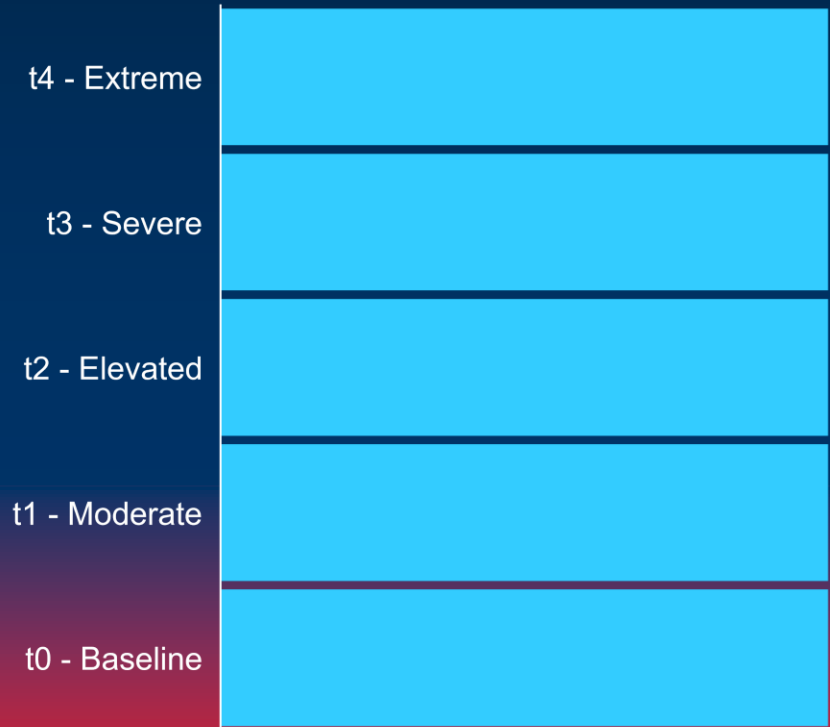 t4 - Extreme
t3 - Severe
t2 - Elevated
t1 - Moderate
t0 - Baseline